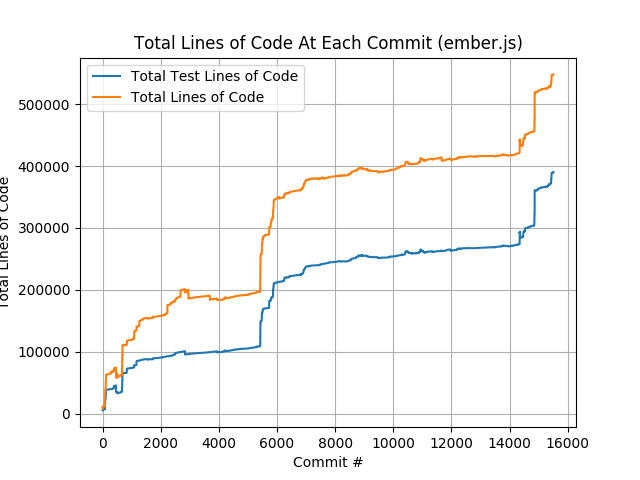 Total Lines of Code At Each Commit (ember.js)
Total Test Lines of Code
Total Lines of Code
500000
400000
300000
200000
100000
0
Total Lines of Code
0 2000 4000 6000 8000 10000 12000 14000 16000
Commit #